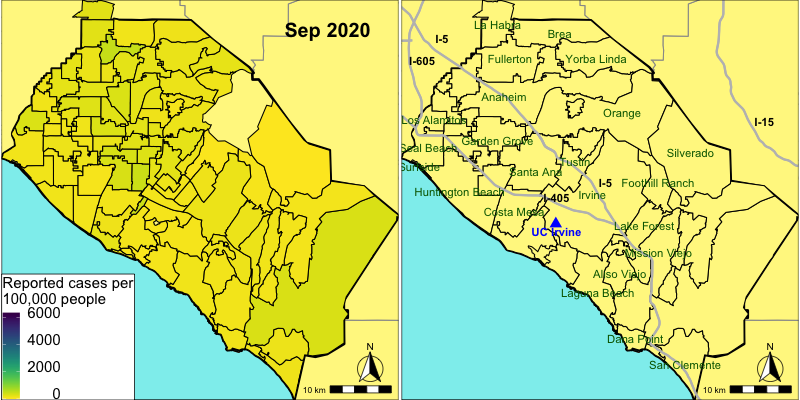 Sep 2020
Reported cases per
100,000 people
6000
4000
2000
0
N
10 km
La Habra
Brea
I-5
I-605
Fullerton
Yorba Linda
Anaheim
Orange
I-15
Los Alamitos
Garden Grove
Seal Beach
Silverado
Tustin
Sunside
Santa Ana
I-5
Foothill Ranch
Huntington Beach
Irvine
I-405
Costa Mesa
UC Irvine
Lake Forest
Mission Viejo
Aliso Viejo
Laguna Beach
Dana Point
San Clemente
N
10 km